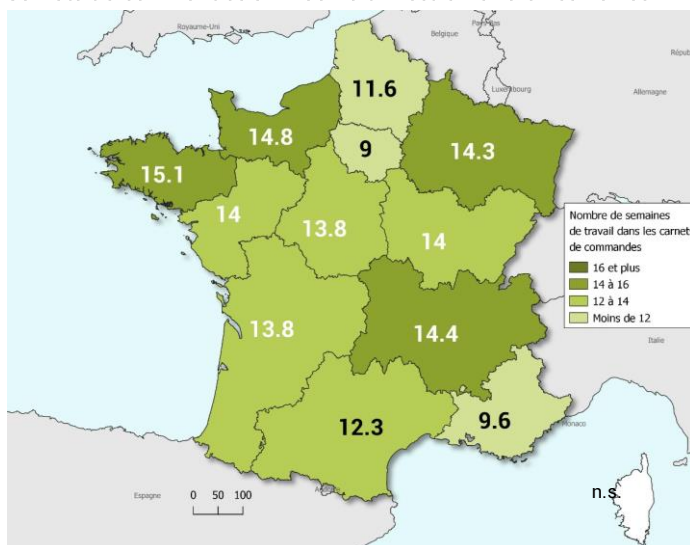 Royaume-Uni
Pays-Bas
Belgique
Luxembourg
Allemagne
11.6
14.8
9
14.3
15.1
14
13.8
14
Nombre de semaines
de travail dans les carnets
de commandes
16 et plus
14 à 16
12 à 14
Moins de 12
13.8
14.4
Italie
12.3
9.6
Monaco
n.s.
Espagne
0 50 100